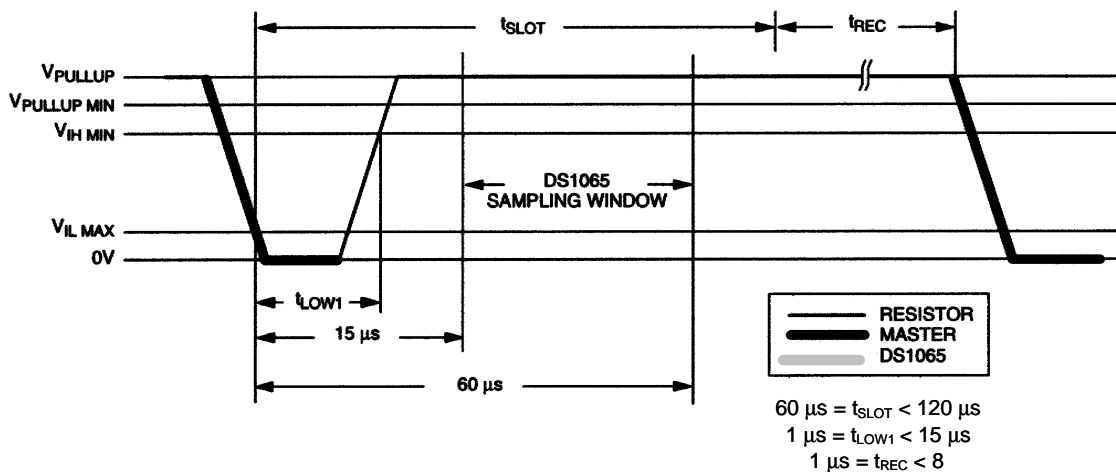 tSLOT
tREC
VPULLUP
VPULLUP MIN
VIH MIN
DS1065
SAMPLING WINDOW
VIL MAX
0V
tLOW1
15 µs
60 µs
RESISTOR
MASTER
DS1065
60 µs = tSLOT < 120 µs
1 µs = tLOW1 < 15 µs
1 µs = tREC < 8